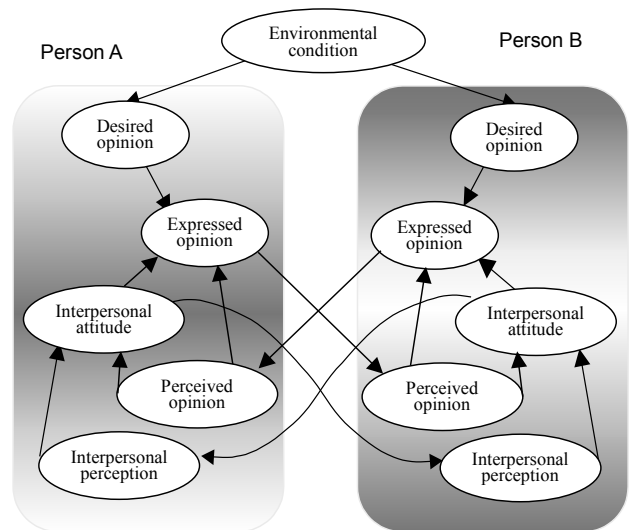 Environmental
condition
Person A
Person B
Desired
opinion
Expressed
opinion
Interpersonal
attitude
Perceived
opinion
Interpersonal
perception
Desired
opinion
Expressed
opinion
Interpersonal
attitude
Perceived
opinion
Interpersonal
perception